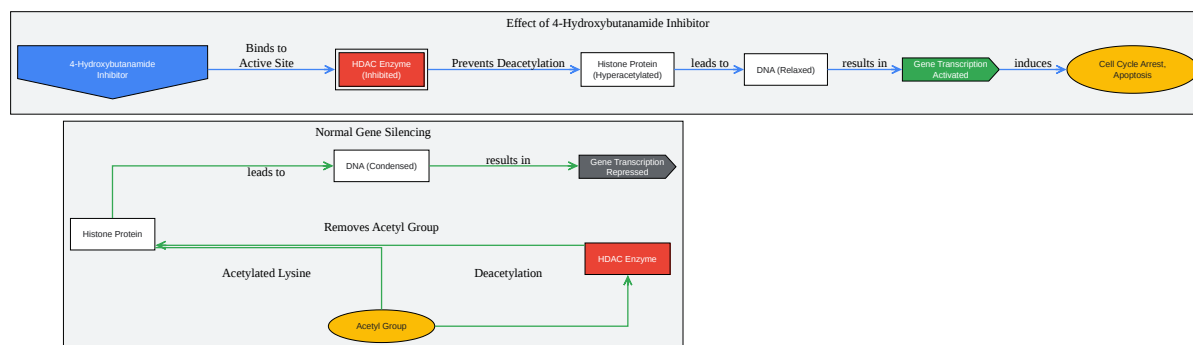 Effect of 4-Hydroxybutanamide Inhibitor
4-Hydroxybutanamide
Inhibitor
Binds to
Active Site
HDAC Enzyme
(Inhibited)
Prevents Deacetylation
Histone Protein
(Hyperacetylated)
leads to
DNA (Relaxed)
results in
Gene Transcription
Activated
induces
Cell Cycle Arrest,
Apoptosis
Normal Gene Silencing
leads to
DNA (Condensed)
results in
Gene Transcription
Repressed
Histone Protein
Removes Acetyl Group
HDAC Enzyme
Acetylated Lysine
Deacetylation
Acetyl Group